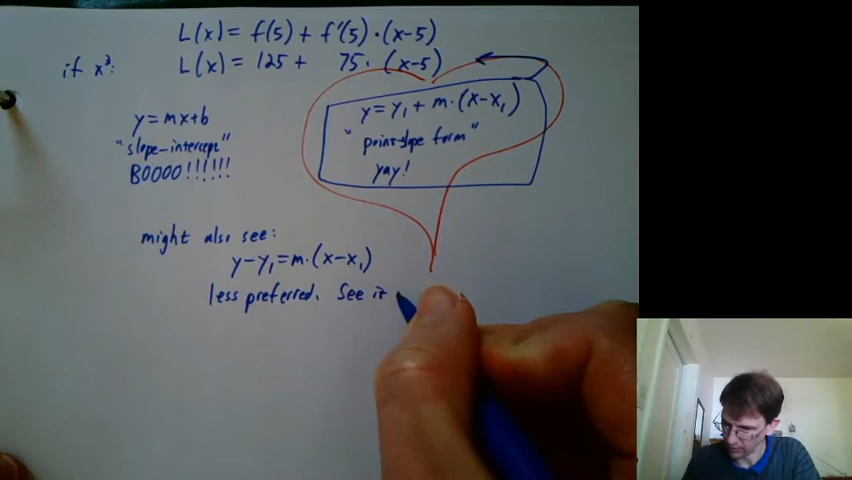 L(x) = f(5) + f'(5) · (x-5)
if x³: L(x) = 125 + 75 · (x-5)
y = mx+b
"slope-intercept"
BOOOO!!!!!!
y = y₁ + m · (x-x₁)
"point-slope form"
yay!
might also see:
y-y₁ = m · (x-x₁)
less preferred. See it